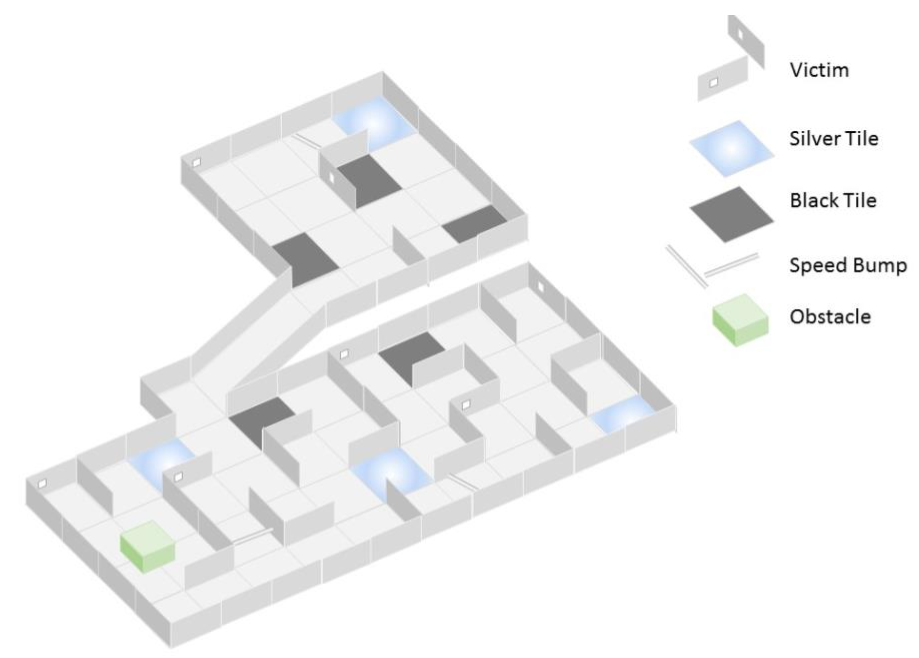 Victim
Silver Tile
Black Tile
Speed Bump
Obstacle